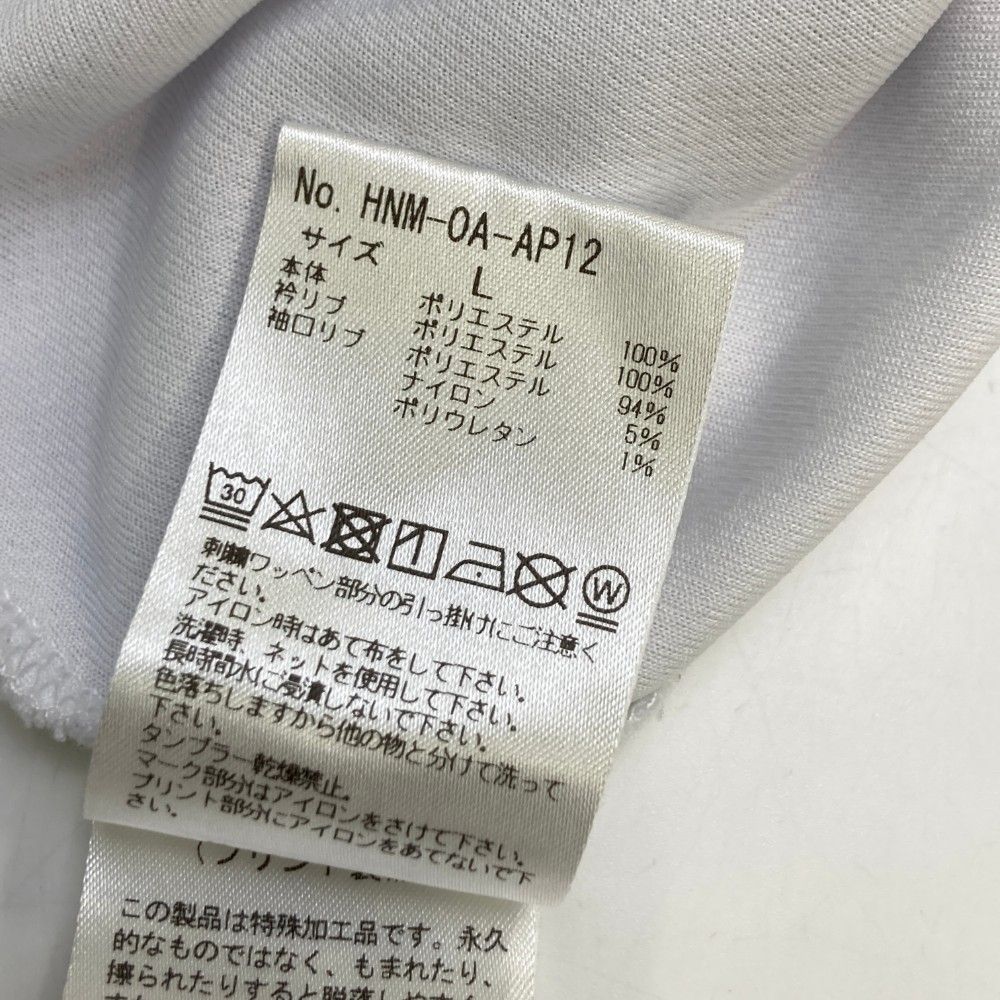 No. HNM-OA-AP12
サイズ L
本体 ポリエステル 100%
衿リブ ポリエステル 100%
袖口リブ ポリエステル 94%
ナイロン 5%
ポリウレタン 1%
30
W
刺繍ワッペン部分の引っ掛けにご注意く
ださい。
アイロン時はあて布をして下さい。
洗濯時、ネットを使用して下さい。
長時間水に浸漬しないで下さい。
色落ちしますから他の物と分けて洗って
下さい。
タンブラー乾燥禁止。
マーク部分はアイロンをさけて下さい。
プリント部分にアイロンをあてないで下
さい。
(プリント
この製品は特殊加工品です。永久
的なものではなく、もまれたり、
擦られたりすると脱落しやすく